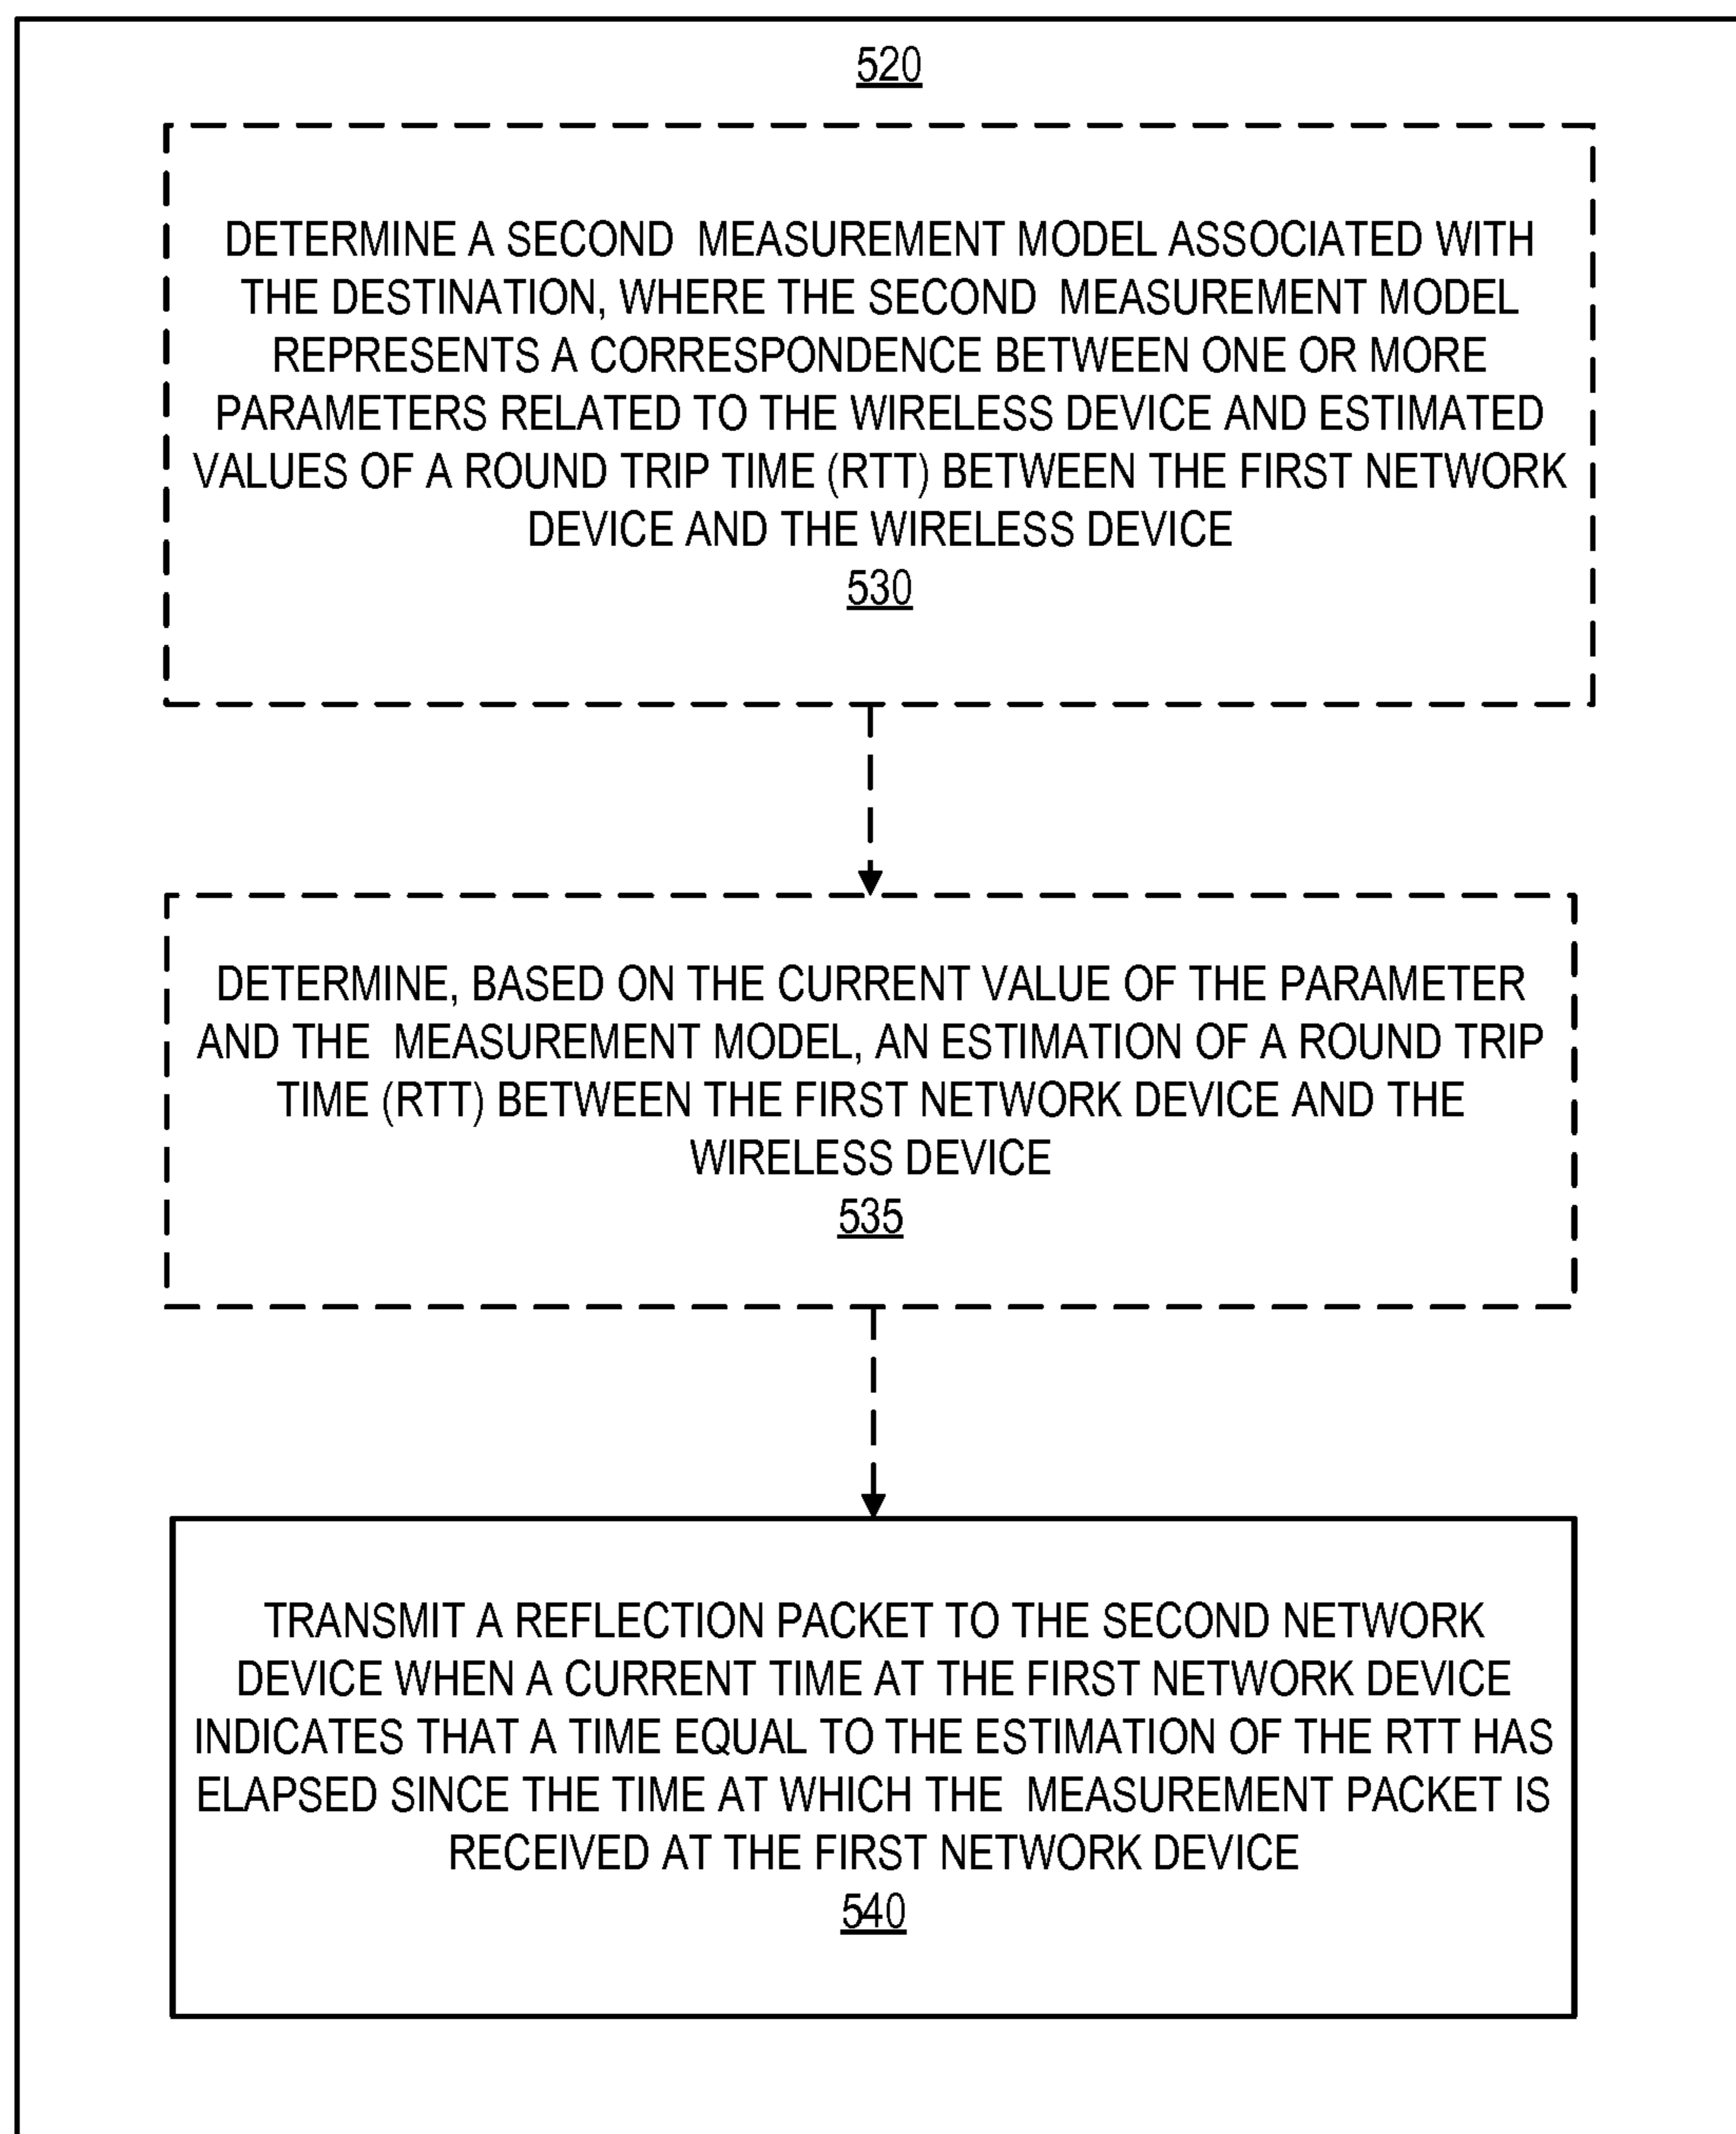 520
DETERMINE A SECOND MEASUREMENT MODEL ASSOCIATED WITH
THE DESTINATION, WHERE THE SECOND MEASUREMENT MODEL
REPRESENTS A CORRESPONDENCE BETWEEN ONE OR MORE
PARAMETERS RELATED TO THE WIRELESS DEVICE AND ESTIMATED
VALUES OF A ROUND TRIP TIME (RTT) BETWEEN THE FIRST NETWORK
DEVICE AND THE WIRELESS DEVICE
530
DETERMINE, BASED ON THE CURRENT VALUE OF THE PARAMETER
AND THE MEASUREMENT MODEL, AN ESTIMATION OF A ROUND TRIP
TIME (RTT) BETWEEN THE FIRST NETWORK DEVICE AND THE
WIRELESS DEVICE
535
TRANSMIT A REFLECTION PACKET TO THE SECOND NETWORK
DEVICE WHEN A CURRENT TIME AT THE FIRST NETWORK DEVICE
INDICATES THAT A TIME EQUAL TO THE ESTIMATION OF THE RTT HAS
ELAPSED SINCE THE TIME AT WHICH THE MEASUREMENT PACKET IS
RECEIVED AT THE FIRST NETWORK DEVICE
540